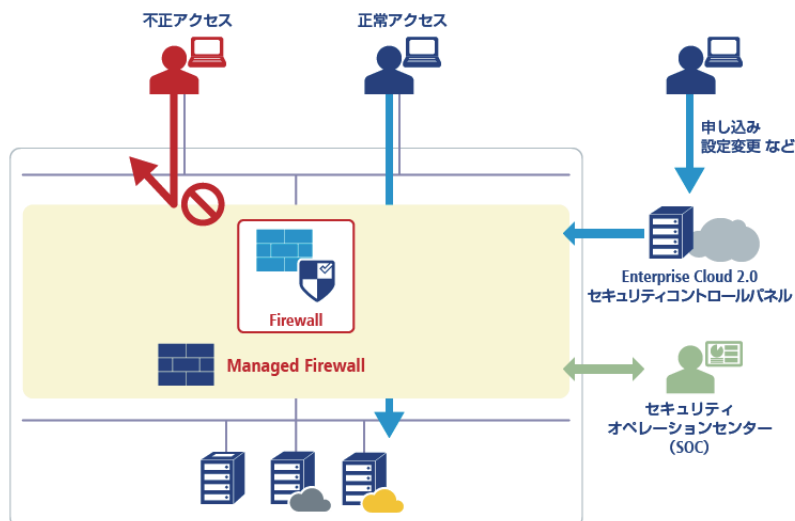 不正アクセス
正常アクセス
申し込み
設定変更 など
Firewall
Enterprise Cloud 2.0
セキュリティコントロールパネル
Managed Firewall
セキュリティ
オペレーションセンター
(SOC)